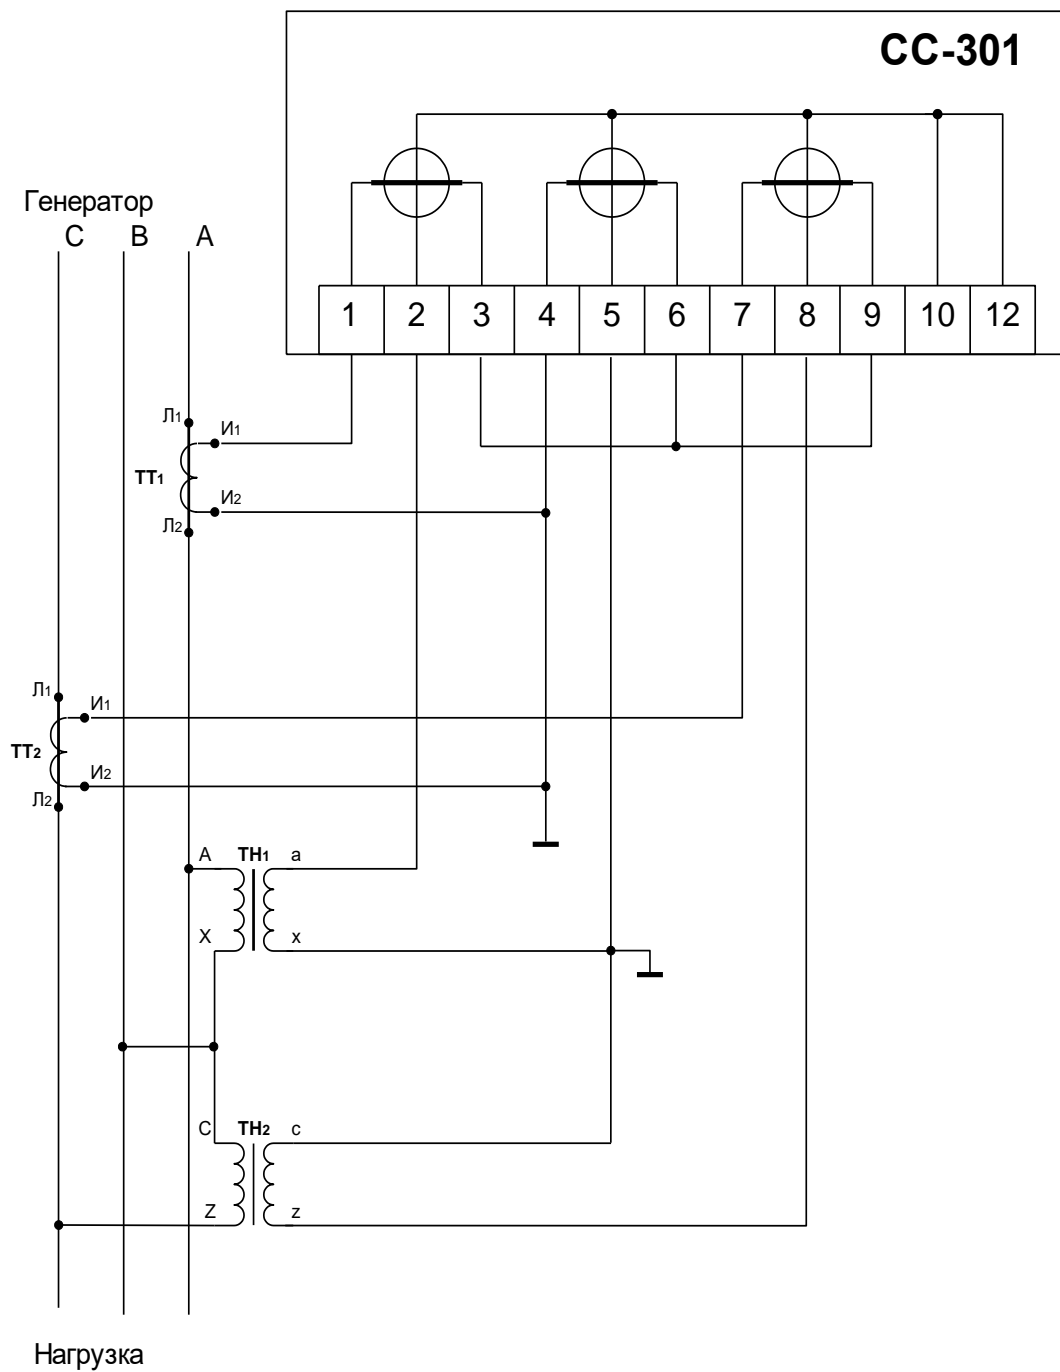 СС-301
Генератор
С В А
1 2 3 4 5 6 7 8 9 10 12
Л1
И1
ТТ1
И2
Л2
Л1
И1
ТТ2
И2
Л2
А ТН1 а
Х х
С ТН2 с
Z z
Нагрузка